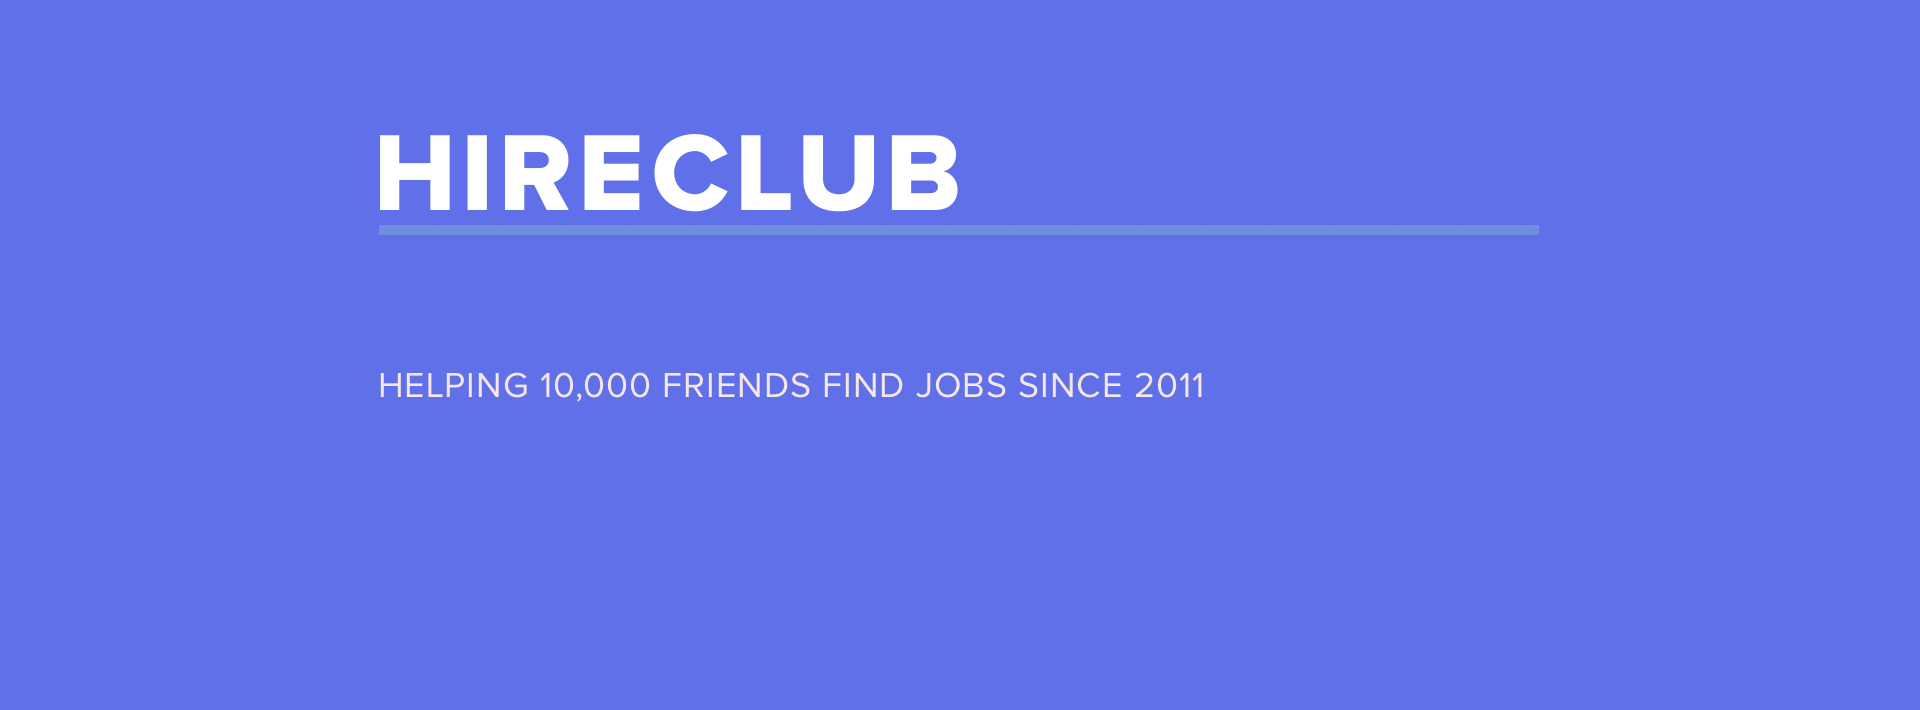 HIRECLUB
HELPING 10,000 FRIENDS FIND JOBS SINCE 2011